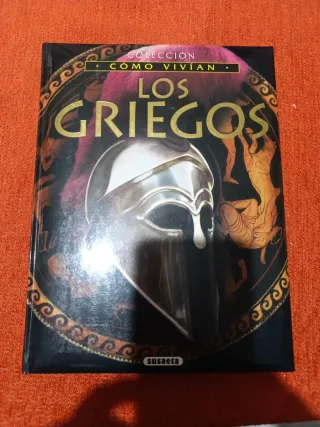 COLECCIÓN
· CÓMO VIVÍAN ·
LOS
GRIEGOS
susaeta